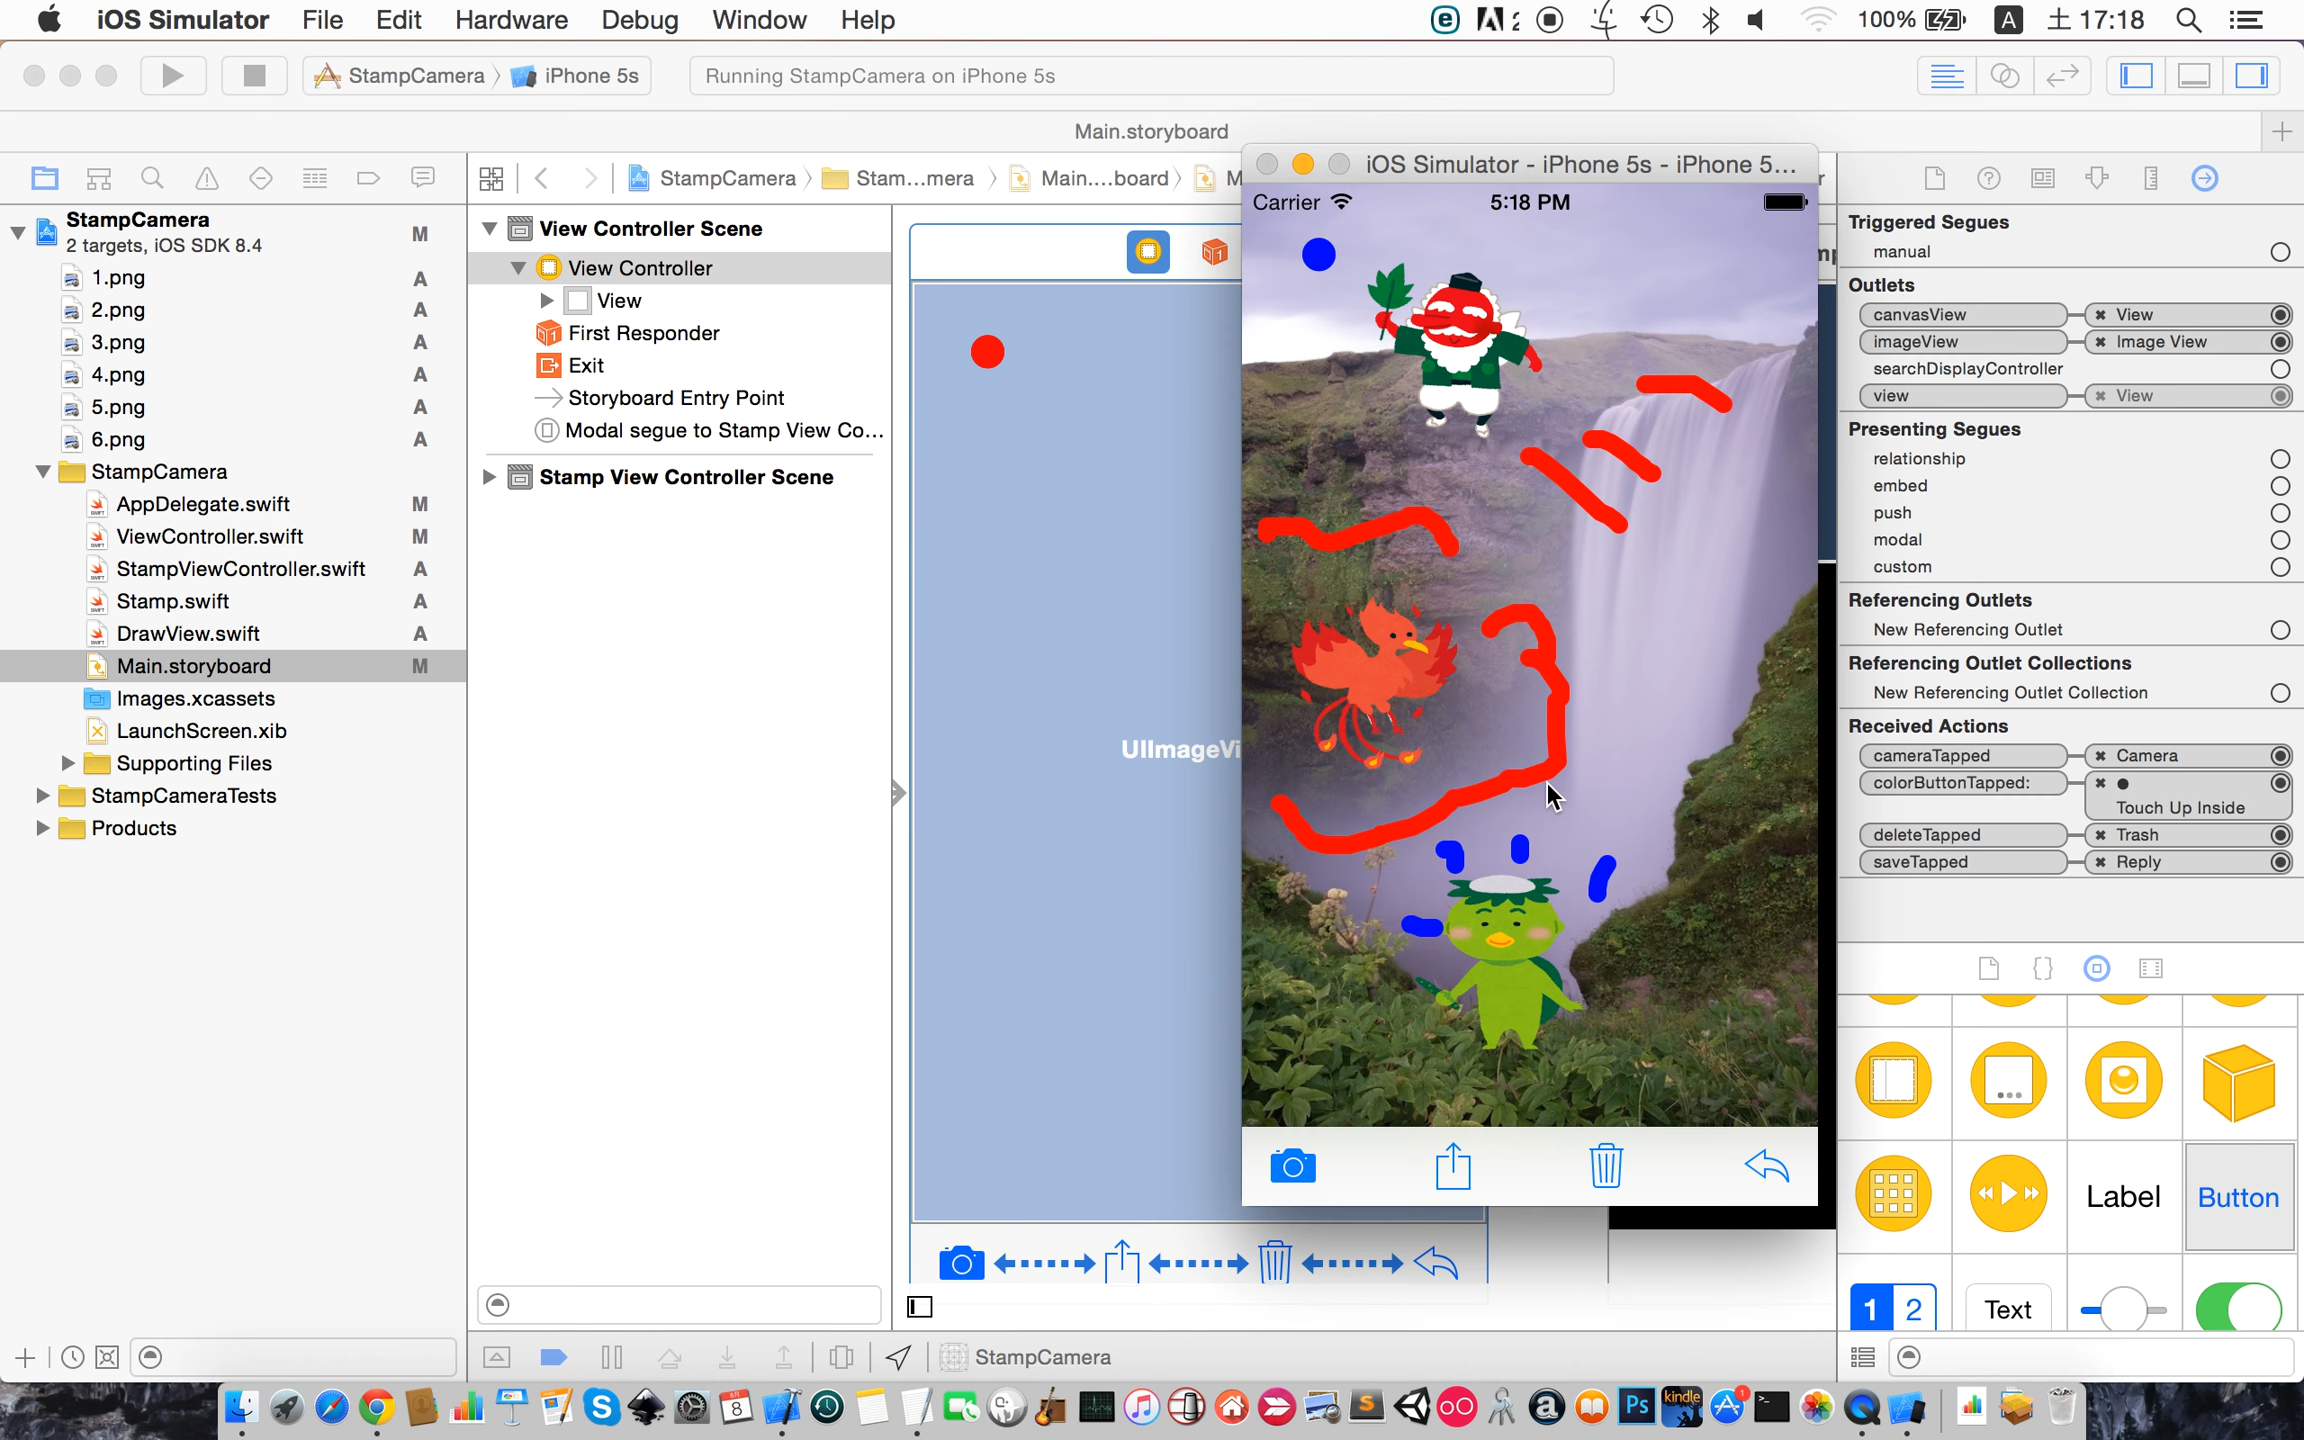 iOS Simulator File Edit Hardware Debug Window Help
100% A 土 17:18
StampCamera iPhone 5s
Running StampCamera on iPhone 5s
Main.storyboard
StampCamera Stam...mera Main....board M
iOS Simulator - iPhone 5s - iPhone 5...
StampCamera
2 targets, iOS SDK 8.4
M
1.png A
2.png A
3.png A
4.png A
5.png A
6.png A
StampCamera
AppDelegate.swift M
ViewController.swift M
StampViewController.swift A
Stamp.swift A
DrawView.swift A
Main.storyboard M
Images.xcassets
LaunchScreen.xib
Supporting Files
StampCameraTests
Products
View Controller Scene
View Controller
View
First Responder
Exit
Storyboard Entry Point
Modal segue to Stamp View Co...
Stamp View Controller Scene
UIImageVi
Carrier 5:18 PM
Triggered Segues
manual
Outlets
canvasView View
imageView Image View
searchDisplayController
view View
Presenting Segues
relationship
embed
push
modal
custom
Referencing Outlets
New Referencing Outlet
Referencing Outlet Collections
New Referencing Outlet Collection
Received Actions
cameraTapped Camera
colorButtonTapped:
Touch Up Inside
deleteTapped Trash
saveTapped Reply
Label Button
1 2 Text
StampCamera
8
Ps
kindle
1